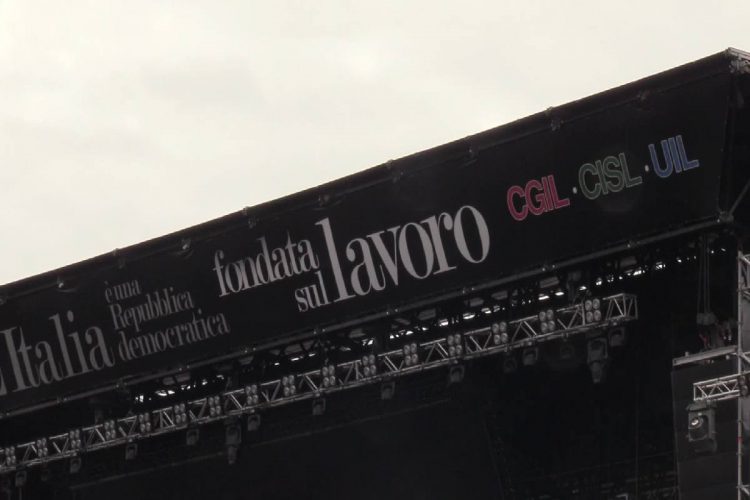 Italia
è una
Repubblica
democratica
fondata
sul
lavoro
CGIL·CISL·UIL